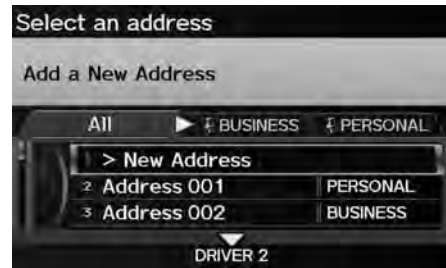 Select an address
Add a New Address
All BUSINESS PERSONAL
1 > New Address
2 Address 001 PERSONAL
3 Address 002 BUSINESS
DRIVER 2